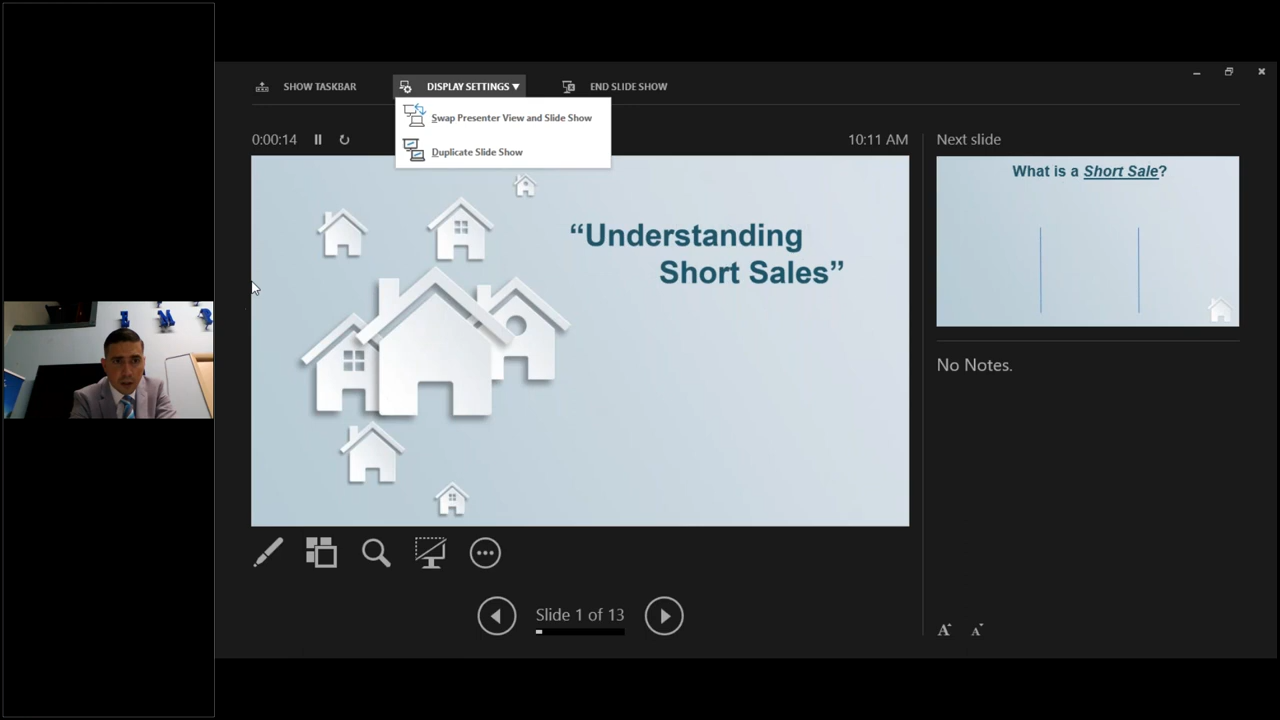 SHOW TASKBAR
DISPLAY SETTINGS ▼
END SLIDE SHOW
Swap Presenter View and Slide Show
Duplicate Slide Show
0:00:14
10:11 AM
Next slide
“Understanding
Short Sales”
What is a Short Sale?
No Notes.
Slide 1 of 13
A A